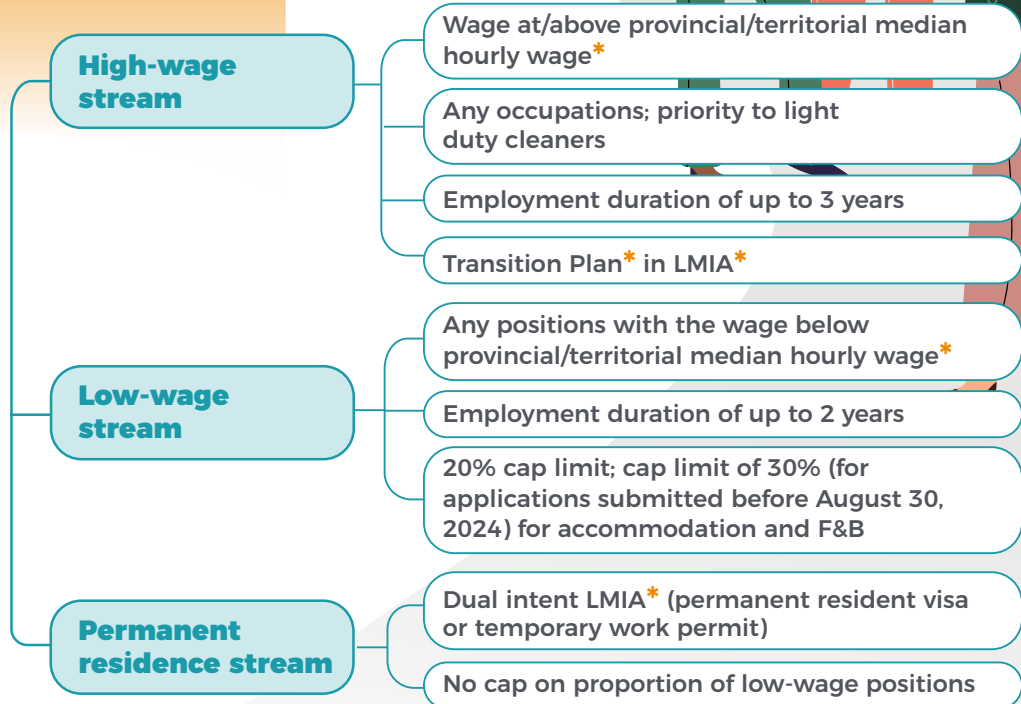 High-wage
stream
Wage at/above provincial/territorial median
hourly wage*
Any occupations; priority to light
duty cleaners
Employment duration of up to 3 years
Transition Plan* in LMIA*
Low-wage
stream
Any positions with the wage below
provincial/territorial median hourly wage*
Employment duration of up to 2 years
20% cap limit; cap limit of 30% (for
applications submitted before August 30,
2024) for accommodation and F&B
Permanent
residence stream
Dual intent LMIA* (permanent resident visa
or temporary work permit)
No cap on proportion of low-wage positions